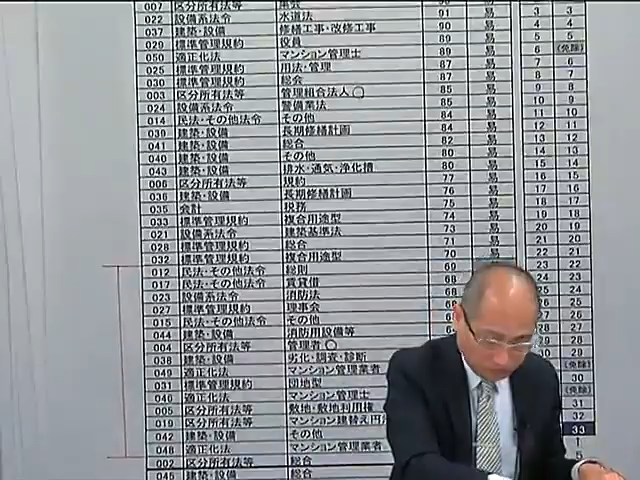 007 区分所有法等 集会 90 易
022 設備系法令 水道法 91 易 3 3
037 建築・設備 修繕工事・改修工事 90 易 4 4
029 標準管理規約 役員 89 易 5 5
050 適正化法 マンション管理士 89 易 6 (免除)
025 標準管理規約 用法・管理 87 易 7 6
030 標準管理規約 総会 87 易 8 7
003 区分所有法等 管理組合法人○ 85 易 9 8
024 設備系法令 警備業法 85 易 10 9
014 民法・その他法令 その他 84 易 11 10
039 建築・設備 長期修繕計画 84 易 12 11
041 建築・設備 総合 82 易 13 12
040 建築・設備 その他 80 易 14 13
043 建築・設備 排水・通気・浄化槽 80 易 15 14
006 区分所有法等 規約 77 易 16 15
036 建築・設備 長期修繕計画 76 易 17 16
035 会計 税務 75 易 18 17
033 標準管理規約 複合用途型 74 易 19 18
021 設備系法令 建築基準法 73 易 20 19
028 標準管理規約 総合 71 易 21 20
032 標準管理規約 複合用途型 70 易 22 21
012 民法・その他法令 総則 69 23 22
017 民法・その他法令 賃貸借 68 24 23
023 設備系法令 消防法 68 25 24
027 標準管理規約 理事会 68 26 25
015 民法・その他法令 その他 26
044 建築・設備 消防用設備等 28 27
004 区分所有法等 管理者○ 28
038 建築・設備 劣化・調査・診断 29
049 適正化法 マンション管理業者 (免除)
031 標準管理規約 団地型 30
046 適正化法 マンション管理士 (免除)
005 区分所有法等 敷地・敷地利用権 31
019 区分所有法等 マンション建替え円 32
042 建築・設備 その他 33
048 適正化法 マンション管理業者 ↑
002 区分所有法等 総合 5
045 建築・設備 総合